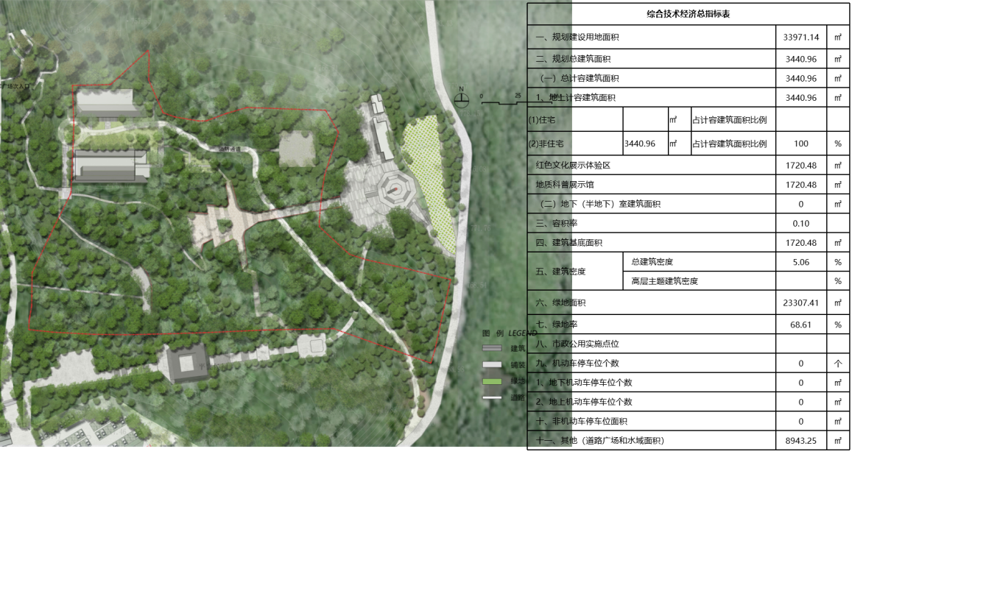 综合技术经济总指标表
一、规划建设用地面积 33971.14 ㎡
二、规划总建筑面积 3440.96 ㎡
（一）总计容建筑面积 3440.96 ㎡
1、地上计容建筑面积 3440.96 ㎡
(1)住宅 ㎡ 占计容建筑面积比例
(2)非住宅 3440.96 ㎡ 占计容建筑面积比例 100 %
红色文化展示体验区 1720.48 ㎡
地质科普展示馆 1720.48 ㎡
（二）地下（半地下）室建筑面积 0 ㎡
三、容积率 0.10
四、建筑基底面积 1720.48 ㎡
五、建筑密度 总建筑密度 5.06 %
高层主题建筑密度 %
六、绿地面积 23307.41 ㎡
七、绿地率 68.61 %
八、市政公用实施点位
九、机动车停车位个数 0 个
1、地下机动车停车位个数 0 ㎡
2、地上机动车停车位个数 0 ㎡
十、非机动车停车位面积 0 ㎡
十一、其他（道路广场和水域面积） 8943.25 ㎡
广场次入口
消防通道
N
0 25
图 例 LEGEND
建筑
铺装
绿地
道路